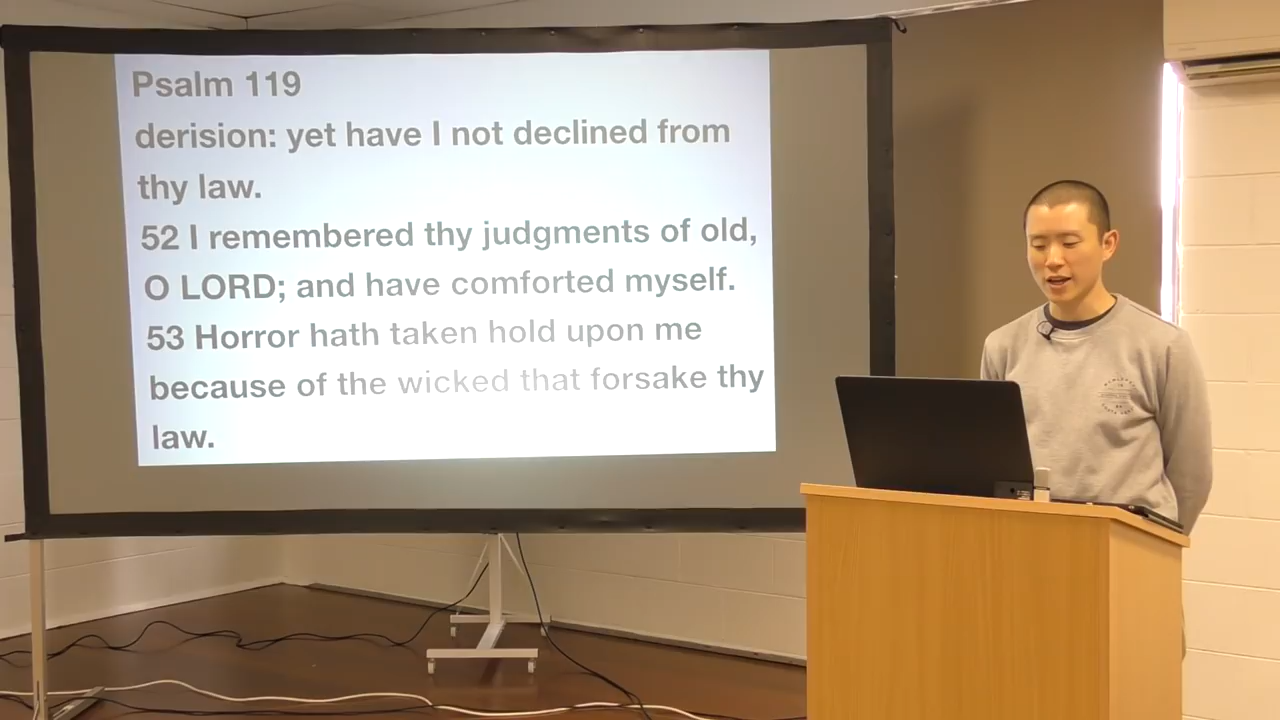 Psalm 119
derision: yet have I not declined from
thy law.
52 I remembered thy judgments of old,
O LORD; and have comforted myself.
53 Horror hath taken hold upon me
because of the wicked that forsake thy
law.